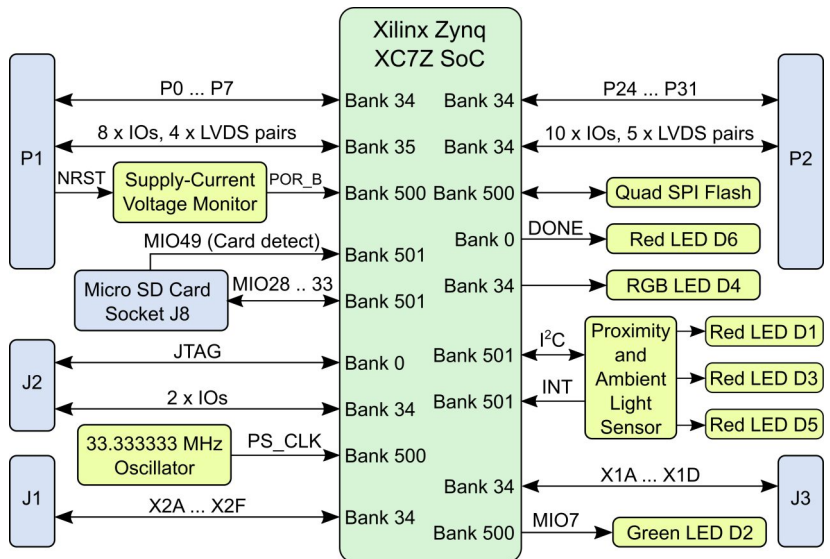 Xilinx Zynq
XC7Z SoC
P1
P0 ... P7
Bank 34
8 x IOs, 4 x LVDS pairs
Bank 35
NRST
Supply-Current
Voltage Monitor
POR_B
Bank 500
MIO49 (Card detect)
Bank 501
Micro SD Card
Socket J8
MIO28 .. 33
Bank 501
J2
JTAG
Bank 0
2 x IOs
Bank 34
33.333333 MHz
Oscillator
PS_CLK
Bank 500
J1
X2A ... X2F
Bank 34
Bank 34
P24 ... P31
P2
Bank 34
10 x IOs, 5 x LVDS pairs
Bank 500
Quad SPI Flash
Bank 0
DONE
Red LED D6
Bank 34
RGB LED D4
Bank 501
I²C
Bank 501
INT
Proximity
and
Ambient
Light
Sensor
Red LED D1
Red LED D3
Red LED D5
Bank 34
X1A ... X1D
J3
Bank 500
MIO7
Green LED D2